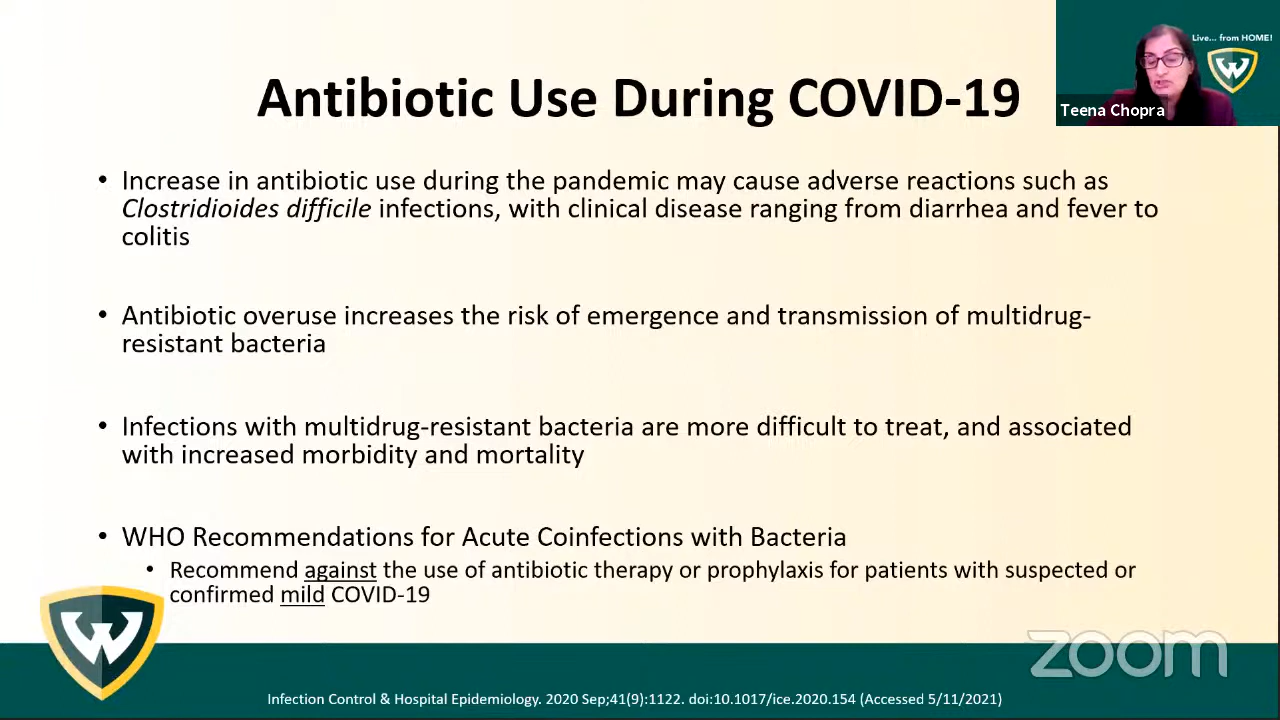 Live... from HOME!
Teena Chopra
Antibiotic Use During COVID-19
• Increase in antibiotic use during the pandemic may cause adverse reactions such as
Clostridioides difficile infections, with clinical disease ranging from diarrhea and fever to
colitis
• Antibiotic overuse increases the risk of emergence and transmission of multidrug-
resistant bacteria
• Infections with multidrug-resistant bacteria are more difficult to treat, and associated
with increased morbidity and mortality
• WHO Recommendations for Acute Coinfections with Bacteria
• Recommend against the use of antibiotic therapy or prophylaxis for patients with suspected or
confirmed mild COVID-19
W
W
zoom
Infection Control & Hospital Epidemiology. 2020 Sep;41(9):1122. doi:10.1017/ice.2020.154 (Accessed 5/11/2021)